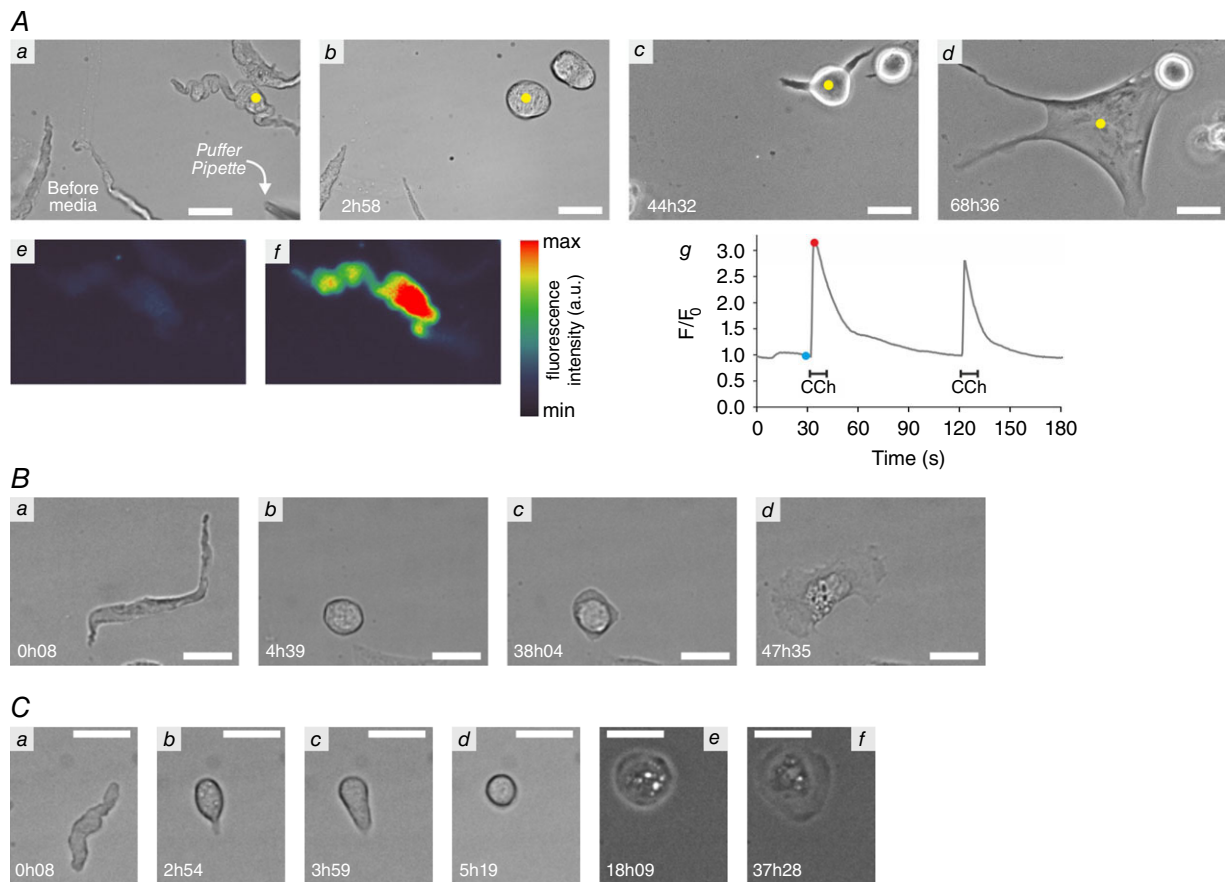 A
a
b
c
d
Puffer
Pipette
Before
media
2h58
44h32
68h36
e
f
max
fluorescence
intensity (a.u.)
min
g
F/F0
3.0
2.5
2.0
1.5
1.0
0.5
0.0
CCh
CCh
0 30 60 90 120 150 180
Time (s)
B
a
b
c
d
0h08
4h39
38h04
47h35
C
a
b
c
d
e
f
0h08
2h54
3h59
5h19
18h09
37h28